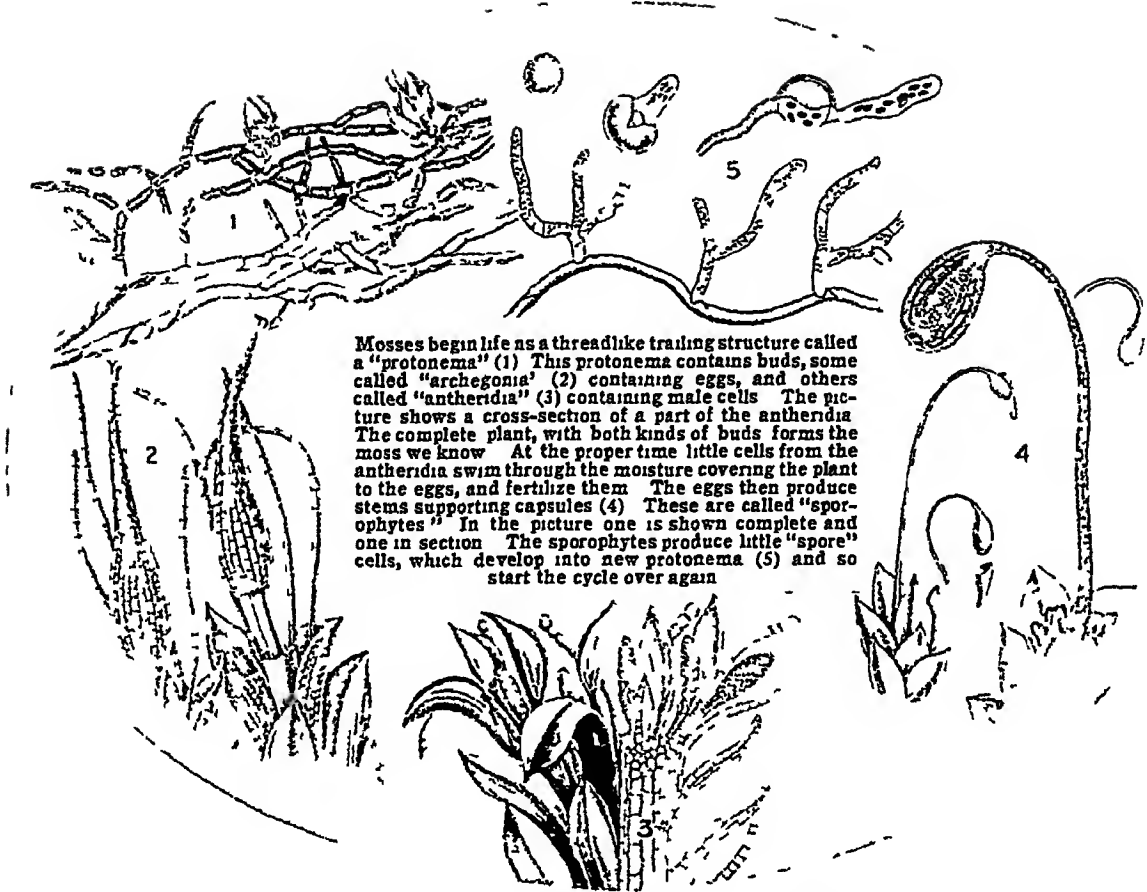 1
5
2
4
3
Mosses begin life as a threadlike trailing structure called
a "protonema" (1) This protonema contains buds, some
called "archegonia' (2) containing eggs, and others
called "antheridia" (3) containing male cells The pic-
ture shows a cross-section of a part of the antheridia
The complete plant, with both kinds of buds forms the
moss we know At the proper time little cells from the
antheridia swim through the moisture covering the plant
to the eggs, and fertilize them The eggs then produce
stems supporting capsules (4) These are called "spor-
ophytes " In the picture one is shown complete and
one in section The sporophytes produce little "spore"
cells, which develop into new protonema (5) and so
start the cycle over again